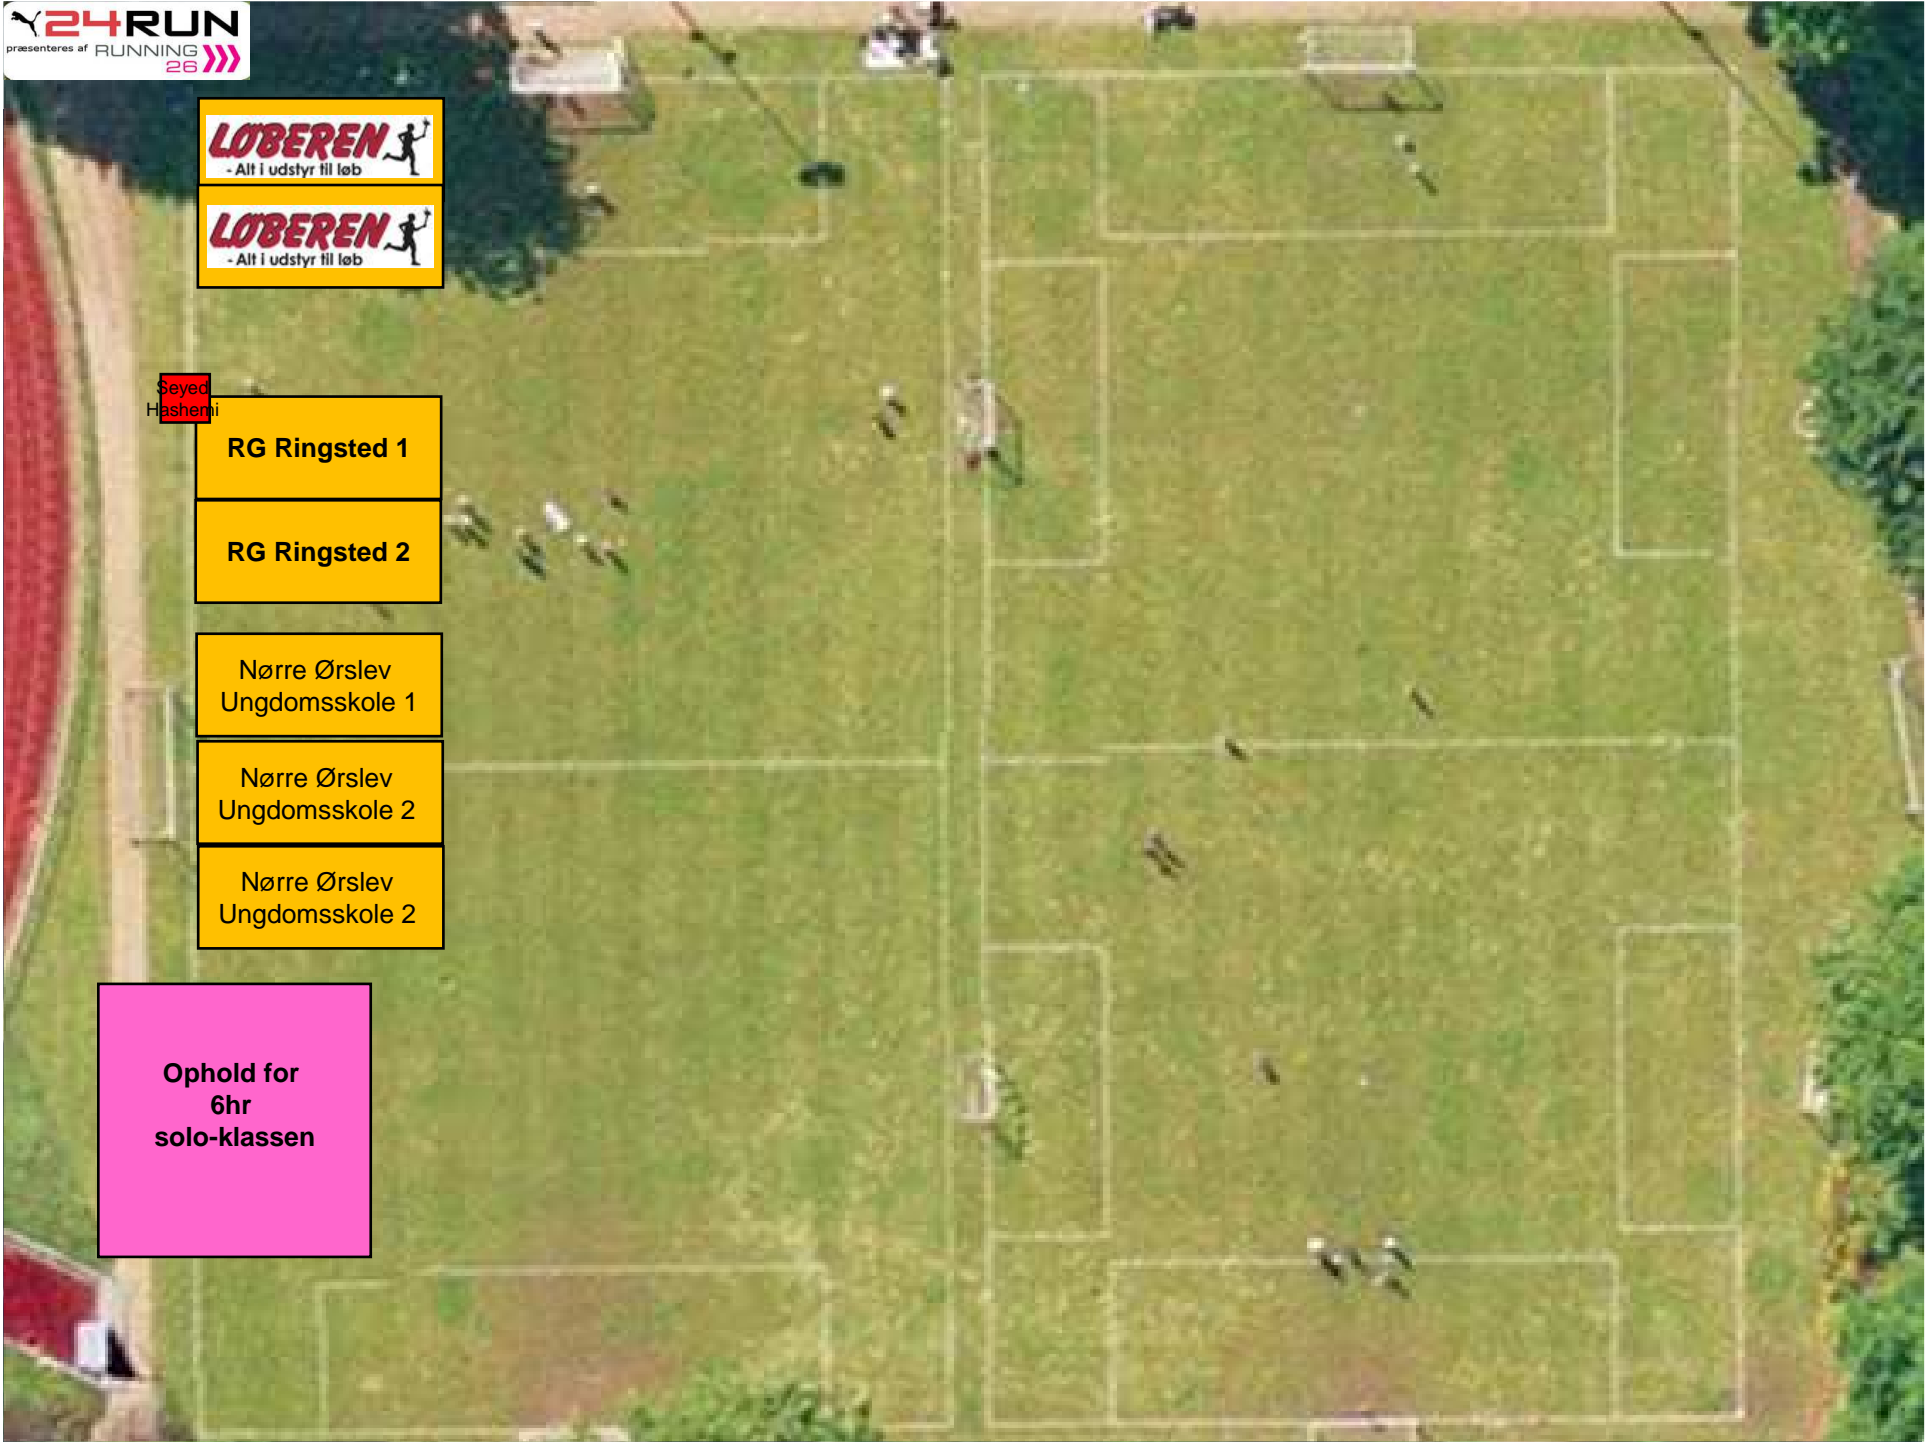 24RUN
præsenteres af RUNNING
26
LØBEREN
- Alt i udstyr til løb
LØBEREN
- Alt i udstyr til løb
Seyed
Hashemi
RG Ringsted 1
RG Ringsted 2
Nørre Ørslev
Ungdomsskole 1
Nørre Ørslev
Ungdomsskole 2
Nørre Ørslev
Ungdomsskole 2
Ophold for
6hr
solo-klassen